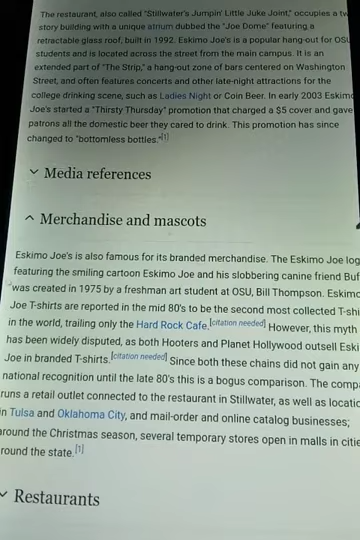 The restaurant, also called "Stillwater's Jumpin' Little Juke Joint," occupies a tw
story building with a unique atrium dubbed the "Joe Dome" featuring a
retractable glass roof, built in 1992. Eskimo Joe's is a popular hang-out for OSU
students and is located across the street from the main campus. It is an
extended part of "The Strip," a hang-out zone of bars centered on Washington
Street, and often features concerts and other late-night attractions for the
college drinking scene, such as Ladies Night or Coin Beer. In early 2003 Eskimo
Joe's started a "Thirsty Thursday" promotion that charged a $5 cover and gave
patrons all the domestic beer they cared to drink. This promotion has since
changed to "bottomless bottles."[1]
Media references
Merchandise and mascots
Eskimo Joe's is also famous for its branded merchandise. The Eskimo Joe log
featuring the smiling cartoon Eskimo Joe and his slobbering canine friend Buf
was created in 1975 by a freshman art student at OSU, Bill Thompson. Eskimo
Joe T-shirts are reported in the mid 80's to be the second most collected T-shi
in the world, trailing only the Hard Rock Cafe.[citation needed] However, this myth
has been widely disputed, as both Hooters and Planet Hollywood outsell Eski
Joe in branded T-shirts.[citation needed] Since both these chains did not gain any
national recognition until the late 80's this is a bogus comparison. The compa
runs a retail outlet connected to the restaurant in Stillwater, as well as locatio
in Tulsa and Oklahoma City, and mail-order and online catalog businesses;
around the Christmas season, several temporary stores open in malls in citie
round the state.[1]
Restaurants